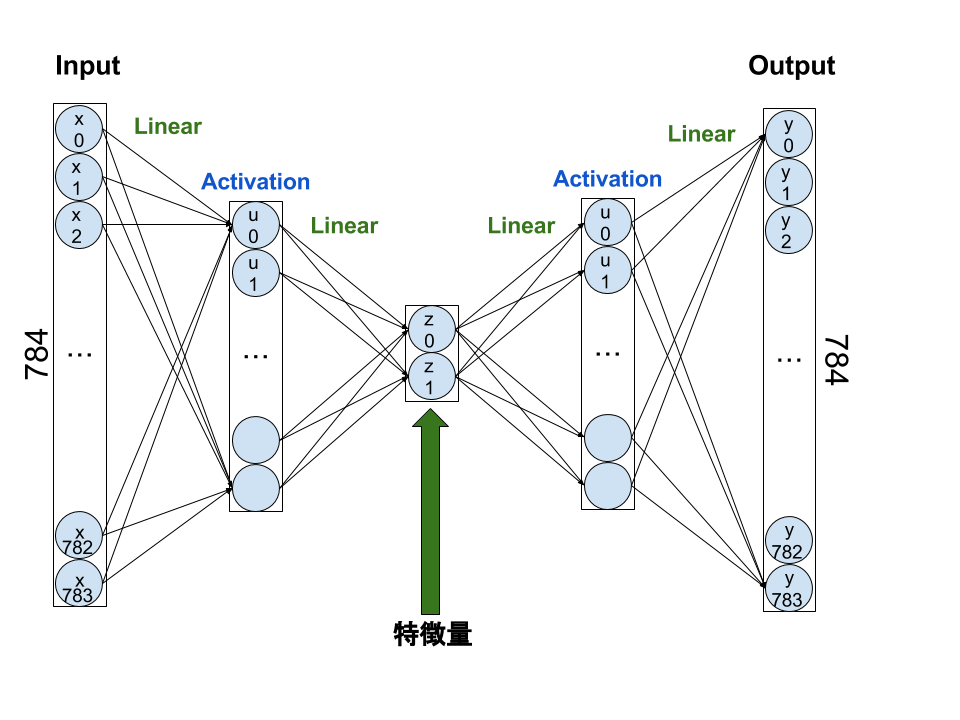 Input
Output
Linear
Activation
Linear
Linear
Activation
Linear
784
x
0
x
1
x
2
...
x
782
x
783
u
0
u
1
...
z
0
z
1
u
0
u
1
...
y
0
y
1
y
2
...
y
782
y
783
784
特徴量